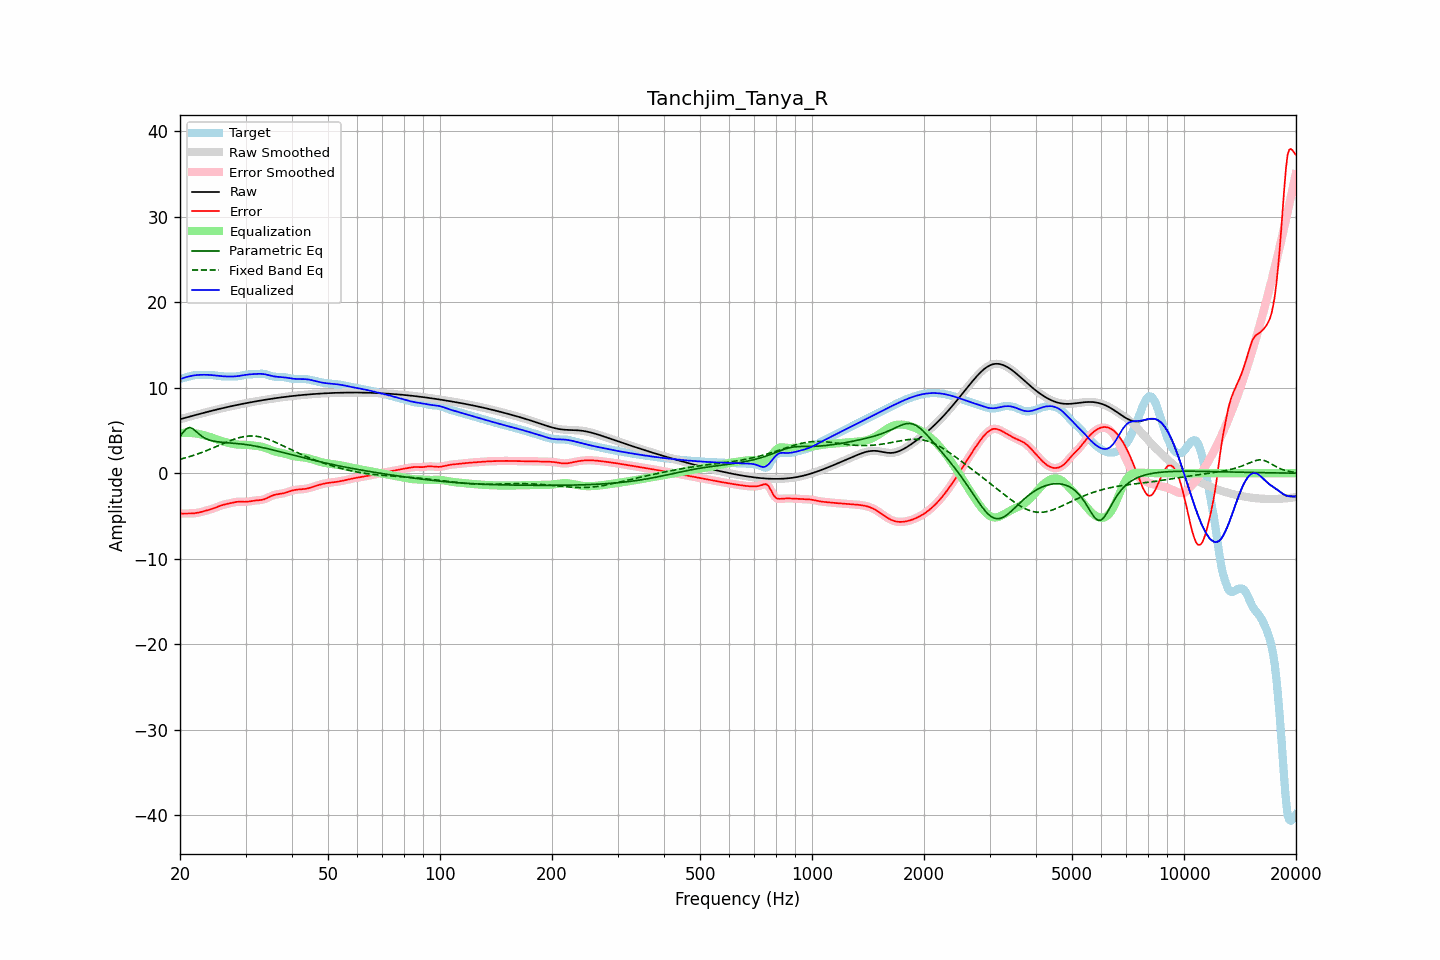 Tanchjim_Tanya_R
Target
Raw Smoothed
Error Smoothed
Raw
Error
Equalization
Parametric Eq
Fixed Band Eq
Equalized
Amplitude (dBr)
40
30
20
10
0
−10
−20
−30
−40
20 50 100 200 500 1000 2000 5000 10000 20000
Frequency (Hz)